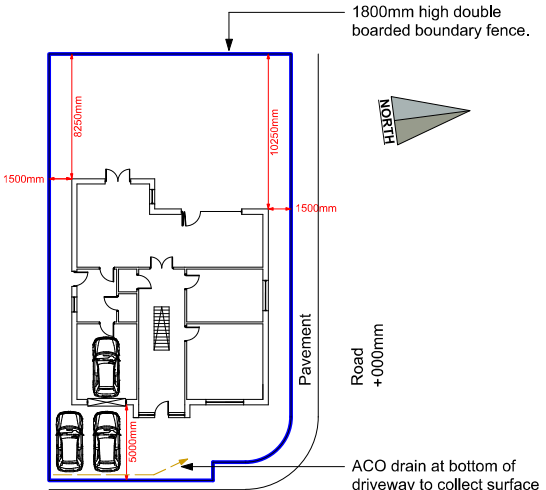 1800mm high double
boarded boundary fence.
8250mm
10250mm
NORTH
1500mm
1500mm
Pavement
Road
+000mm
5000mm
ACO drain at bottom of
driveway to collect surface